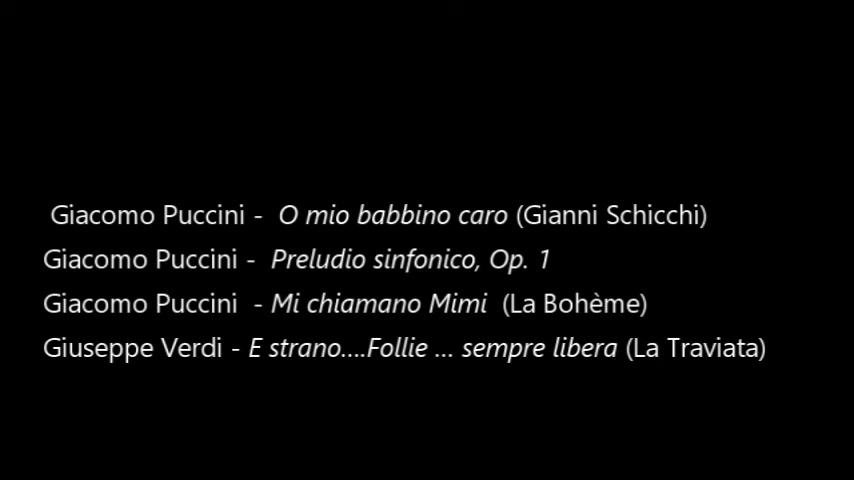 Giacomo Puccini - O mio babbino caro (Gianni Schicchi)
Giacomo Puccini - Preludio sinfonico, Op. 1
Giacomo Puccini - Mi chiamano Mimi (La Bohème)
Giuseppe Verdi - E strano....Follie ... sempre libera (La Traviata)